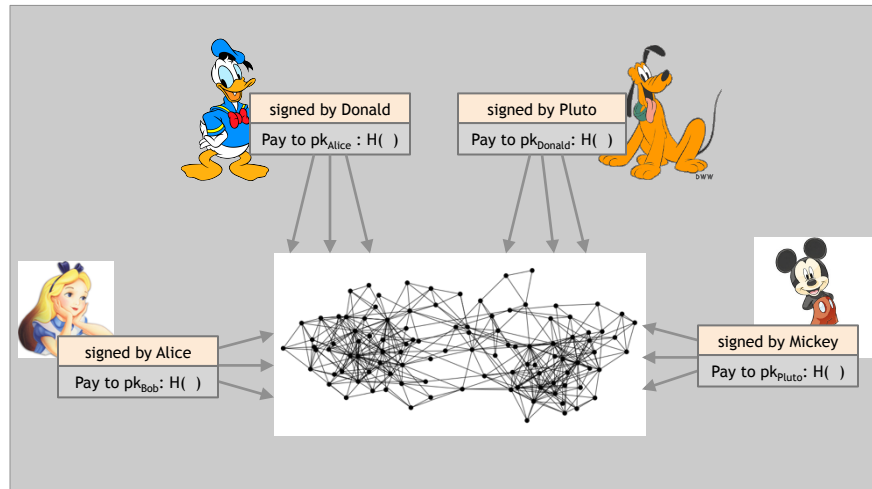 signed by Donald
Pay to pkAlice : H( )
signed by Pluto
Pay to pkDonald: H( )
DWW
signed by Alice
Pay to pkBob: H( )
signed by Mickey
Pay to pkPluto: H( )